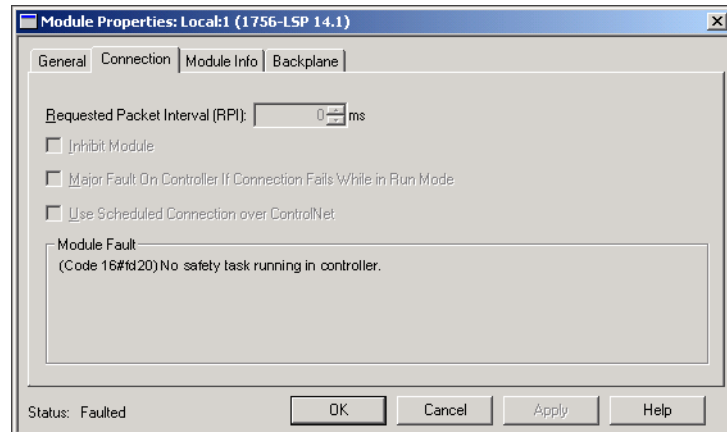 Module Properties: Local:1 (1756-LSP 14.1)
General Connection Module Info Backplane
Requested Packet Interval (RPI): 0 ms
Inhibit Module
Major Fault On Controller If Connection Fails While in Run Mode
Use Scheduled Connection over ControlNet
Module Fault
(Code 16#fd20) No safety task running in controller.
Status: Faulted OK Cancel Apply Help